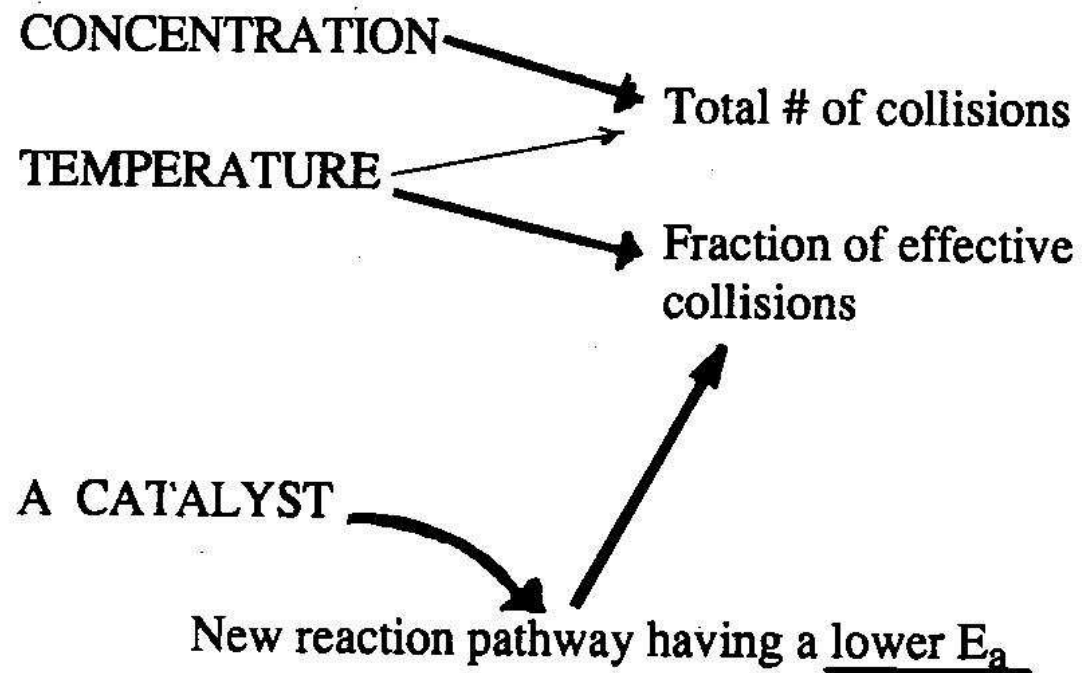 CONCENTRATION
Total # of collisions
TEMPERATURE
Fraction of effective
collisions
A CATALYST
New reaction pathway having a lower Eₐ